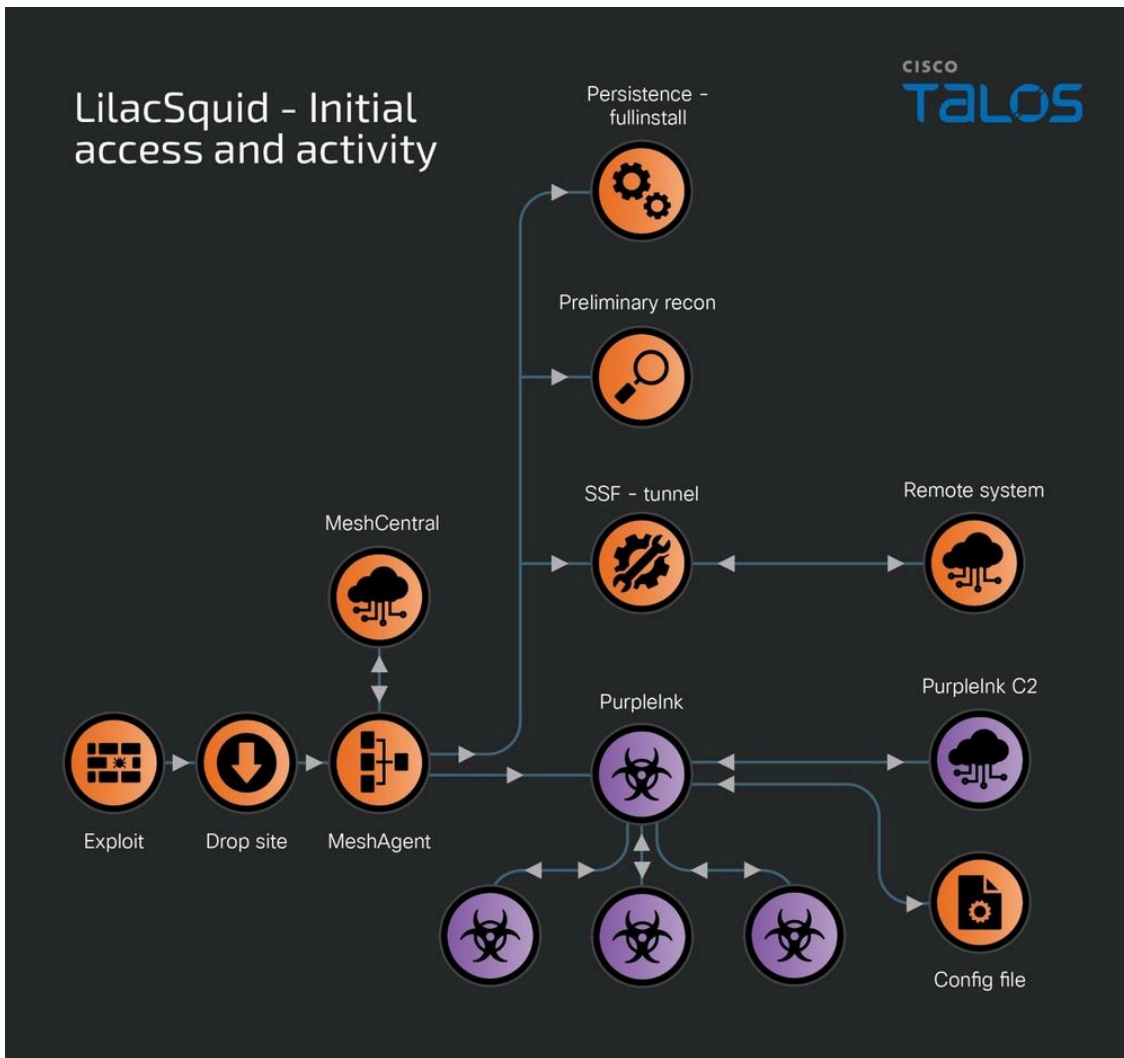 LilacSquid - Initial
access and activity
CISCO
TALOS
Persistence -
fullinstall
Preliminary recon
SSF - tunnel
Remote system
MeshCentral
PurpleInk
PurpleInk C2
Exploit
Drop site
MeshAgent
Config file